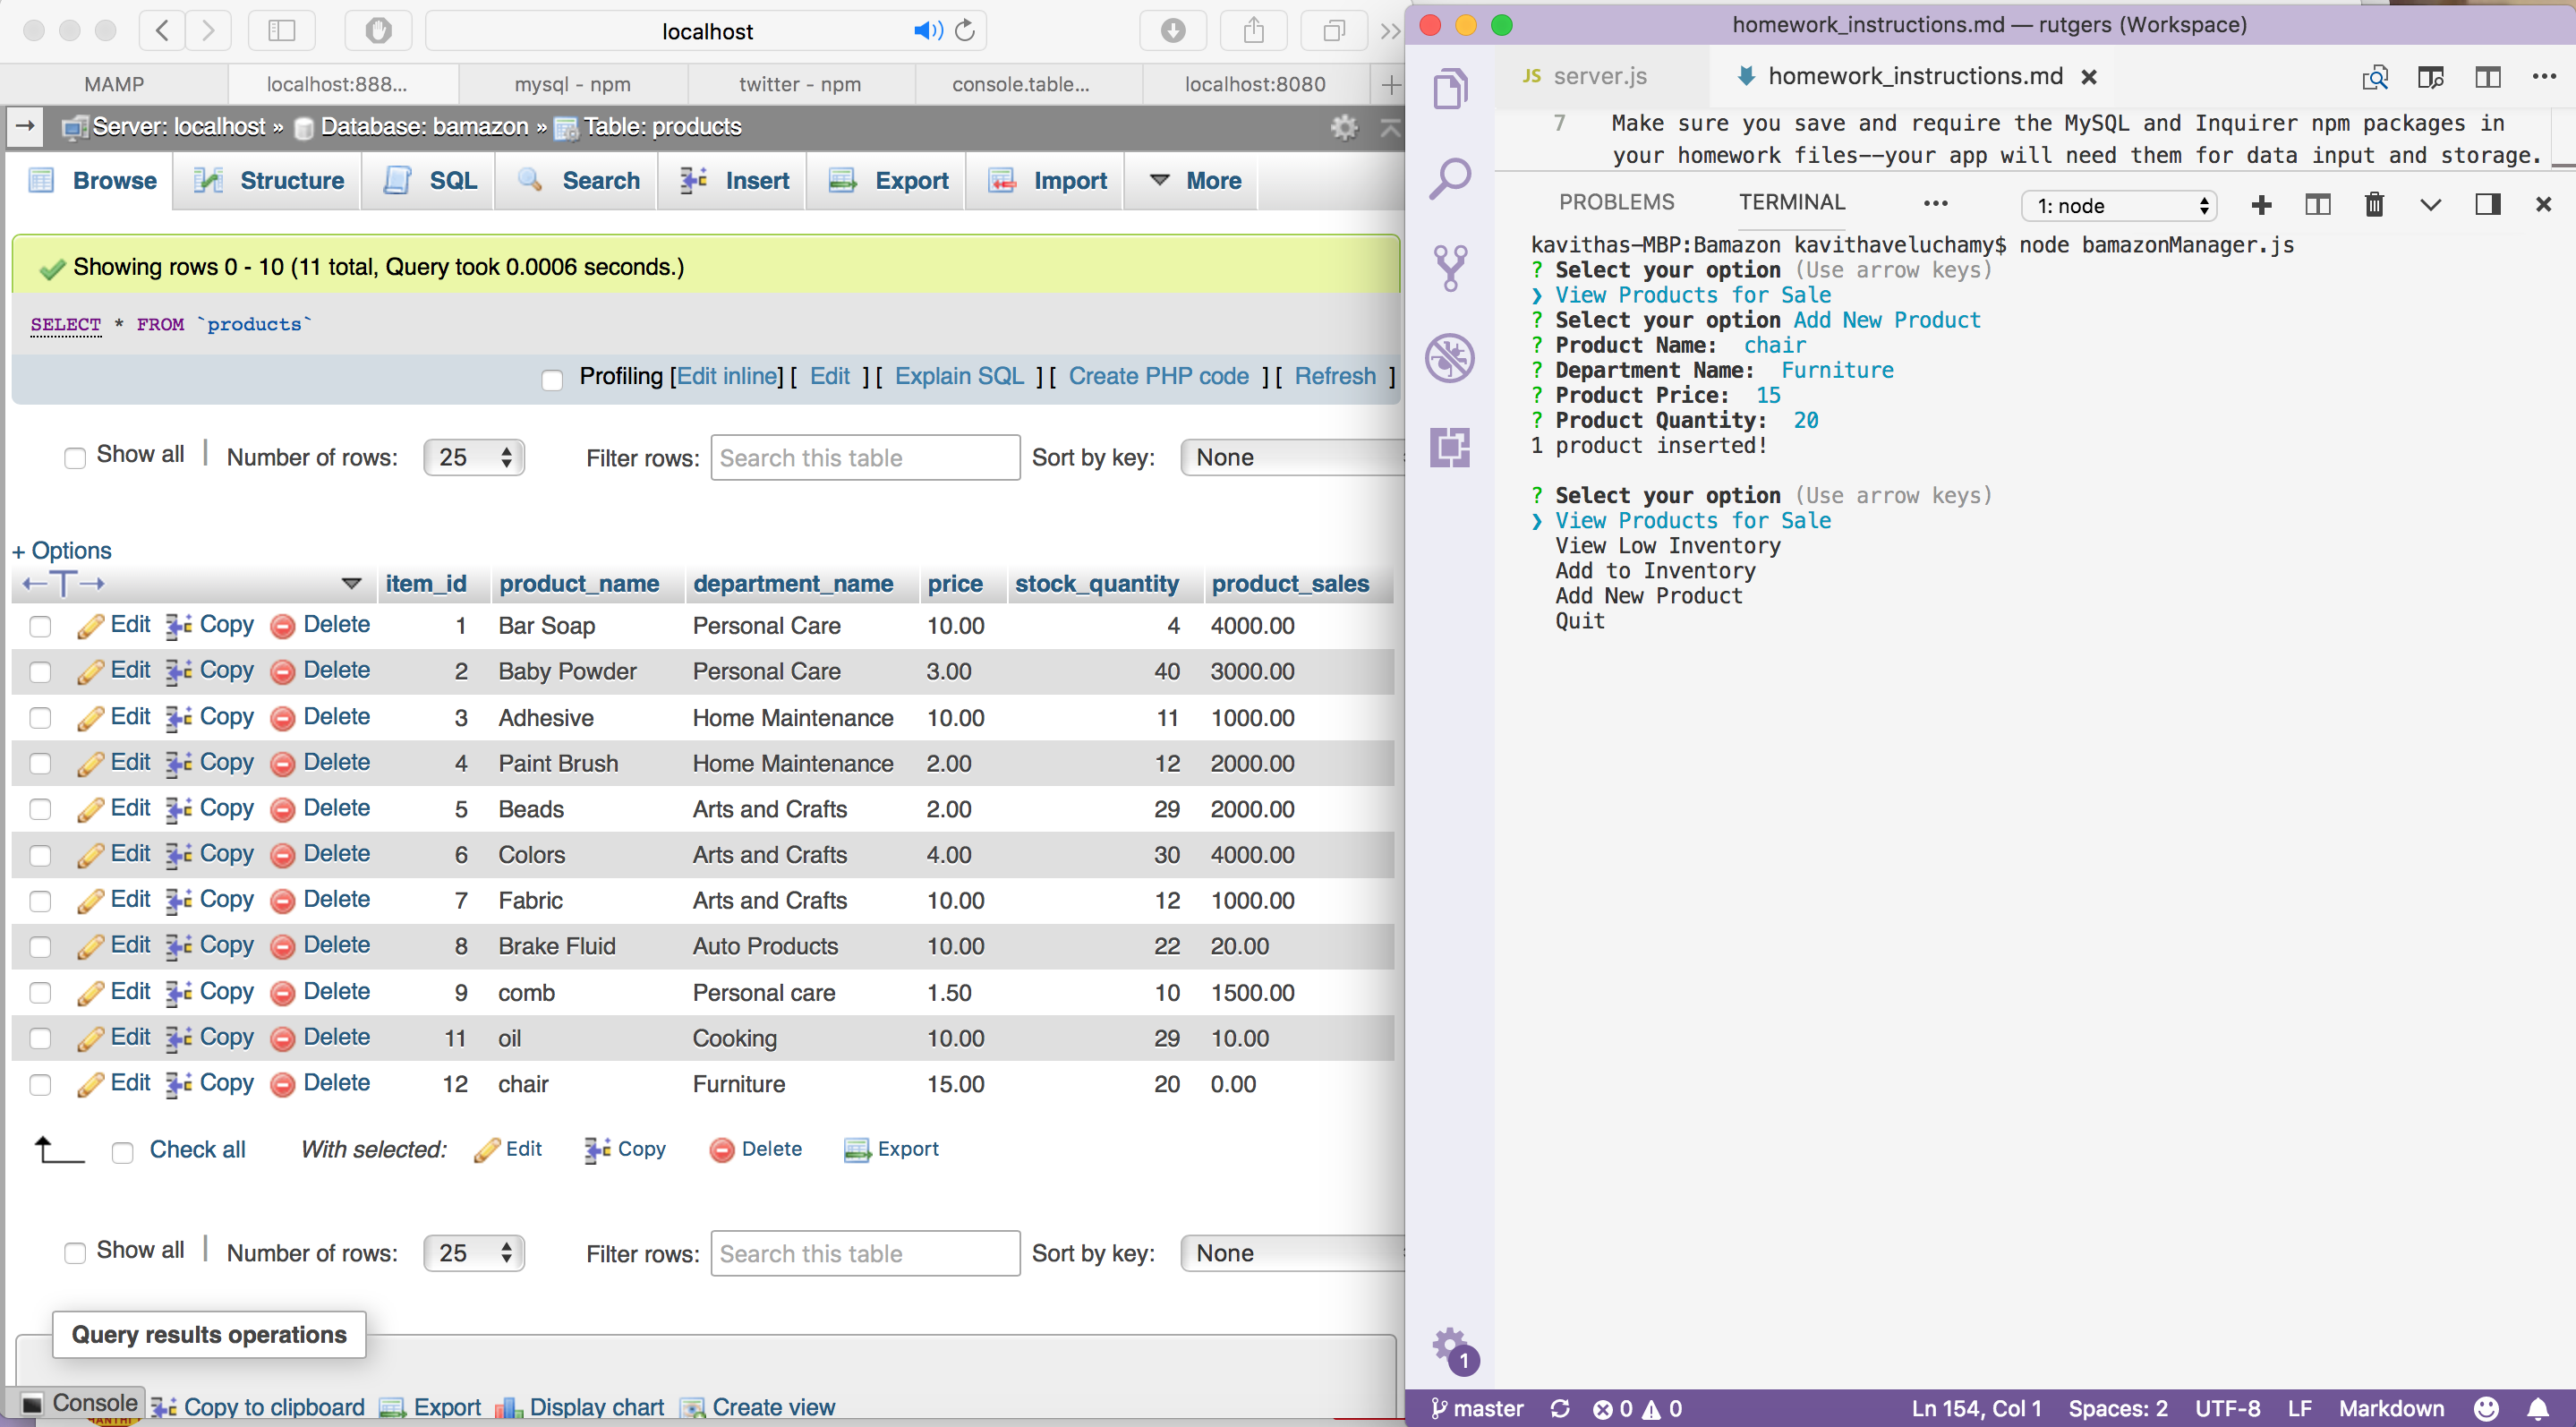 localhost
MAMP
localhost:888...
mysql - npm
twitter - npm
console.table...
localhost:8080
Server: localhost » Database: bamazon » Table: products
Browse
Structure
SQL
Search
Insert
Export
Import
More
Showing rows 0 - 10 (11 total, Query took 0.0006 seconds.)
SELECT * FROM `products`
Profiling [Edit inline] [ Edit ] [ Explain SQL ] [ Create PHP code ] [ Refresh ]
Show all | Number of rows: 25 Filter rows: Search this table Sort by key: None
+ Options
item_id product_name department_name price stock_quantity product_sales
Edit Copy Delete 1 Bar Soap Personal Care 10.00 4 4000.00
Edit Copy Delete 2 Baby Powder Personal Care 3.00 40 3000.00
Edit Copy Delete 3 Adhesive Home Maintenance 10.00 11 1000.00
Edit Copy Delete 4 Paint Brush Home Maintenance 2.00 12 2000.00
Edit Copy Delete 5 Beads Arts and Crafts 2.00 29 2000.00
Edit Copy Delete 6 Colors Arts and Crafts 4.00 30 4000.00
Edit Copy Delete 7 Fabric Arts and Crafts 10.00 12 1000.00
Edit Copy Delete 8 Brake Fluid Auto Products 10.00 22 20.00
Edit Copy Delete 9 comb Personal care 1.50 10 1500.00
Edit Copy Delete 11 oil Cooking 10.00 29 10.00
Edit Copy Delete 12 chair Furniture 15.00 20 0.00
Check all With selected: Edit Copy Delete Export
Show all | Number of rows: 25 Filter rows: Search this table Sort by key: None
Query results operations
Console
Copy to clipboard Export Display chart Create view
homework_instructions.md — rutgers (Workspace)
JS server.js
homework_instructions.md
7 Make sure you save and require the MySQL and Inquirer npm packages in
your homework files--your app will need them for data input and storage.
PROBLEMS TERMINAL ... 1: node
kavithas-MBP:Bamazon kavithaveluchamy$ node bamazonManager.js
? Select your option (Use arrow keys)
❯ View Products for Sale
? Select your option Add New Product
? Product Name: chair
? Department Name: Furniture
? Product Price: 15
? Product Quantity: 20
1 product inserted!
? Select your option (Use arrow keys)
❯ View Products for Sale
View Low Inventory
Add to Inventory
Add New Product
Quit
1
master 0 0 Ln 154, Col 1 Spaces: 2 UTF-8 LF Markdown